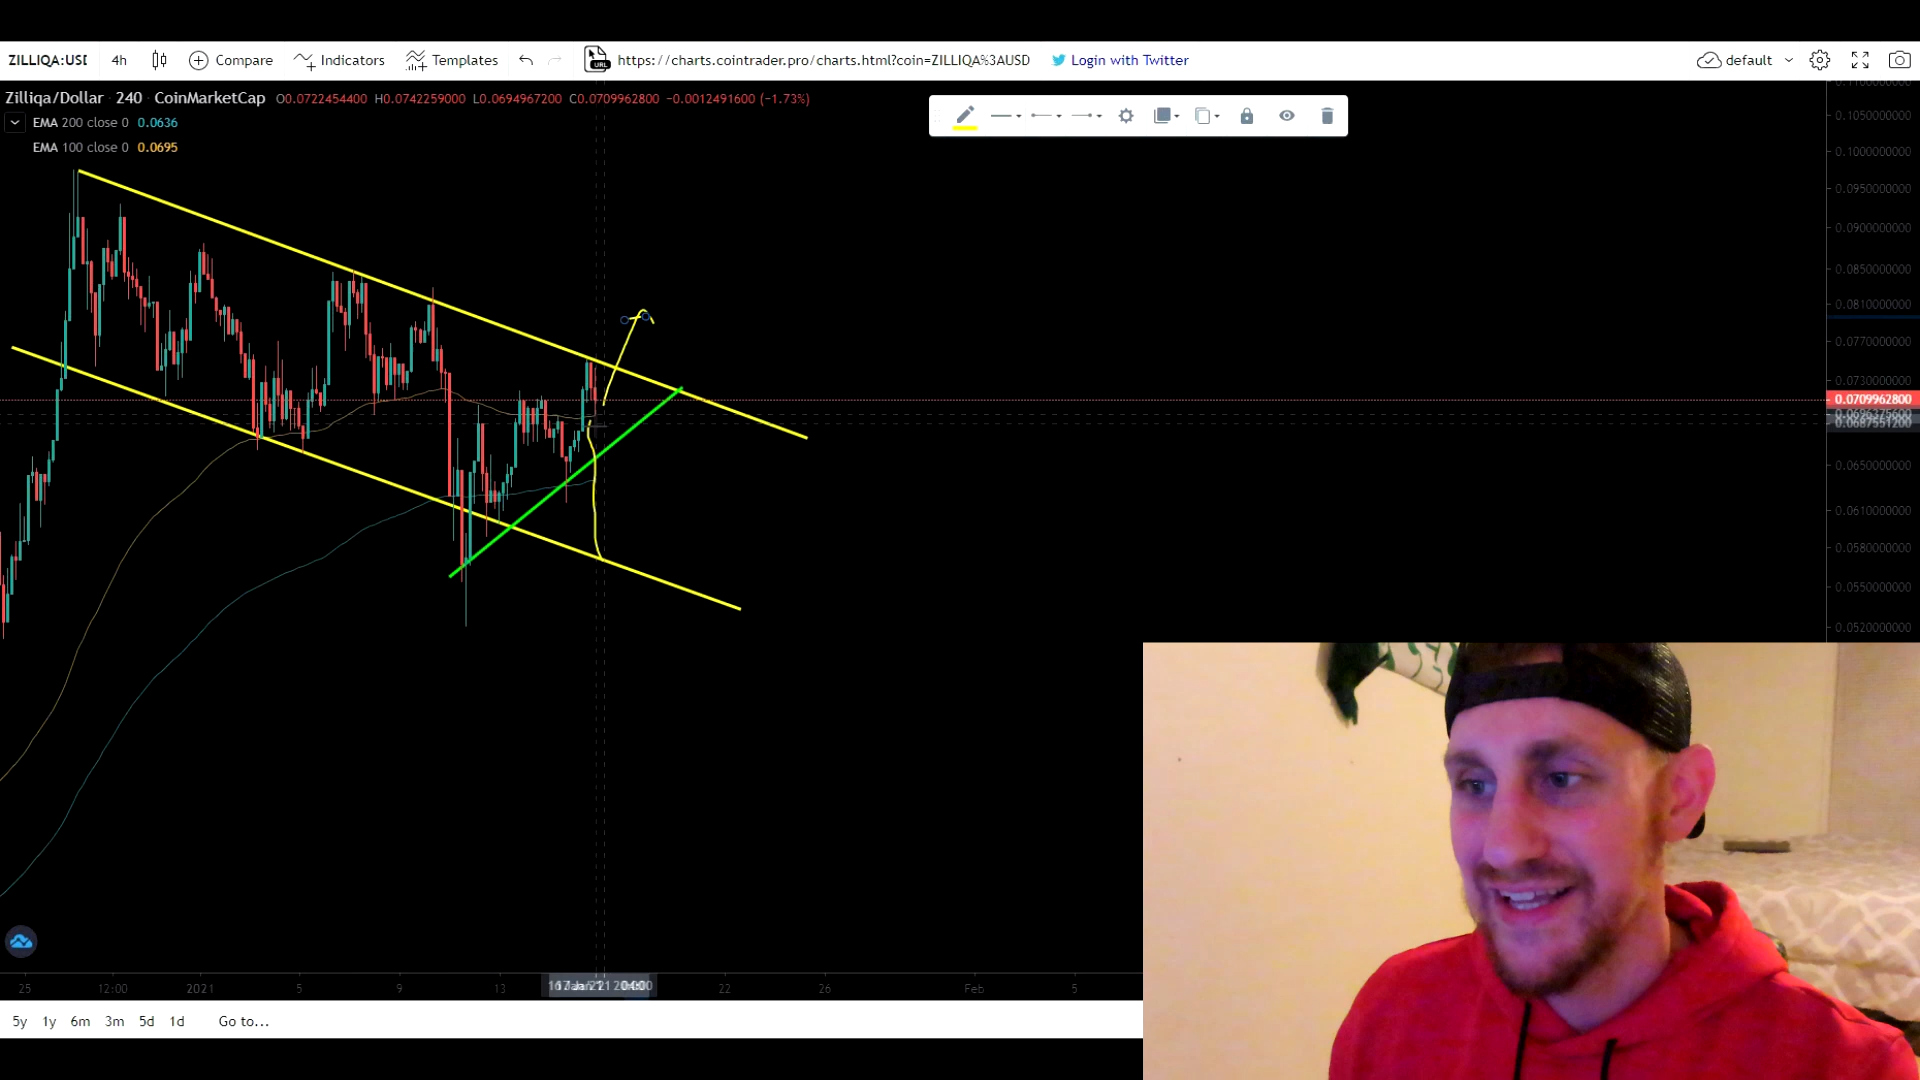 ZILLIQA:USD 4h Compare Indicators Templates https://charts.cointrader.pro/charts.html?coin=ZILLIQA%3AUSD Login with Twitter default
Zilliqa/Dollar · 240 · CoinMarketCap O0.0722454400 H0.0742259000 L0.0694967200 C0.0709962800 −0.0012491600 (−1.73%)
EMA 200 close 0 0.0636
EMA 100 close 0 0.0695
0.1050000000
0.1000000000
0.0950000000
0.0900000000
0.0850000000
0.0810000000
0.0770000000
0.0730000000
0.0709962800
0.0687551200
0.0650000000
0.0610000000
0.0580000000
0.0550000000
0.0520000000
25 12:00 2021 5 9 13 22 26 Feb 5
5y 1y 6m 3m 5d 1d Go to...